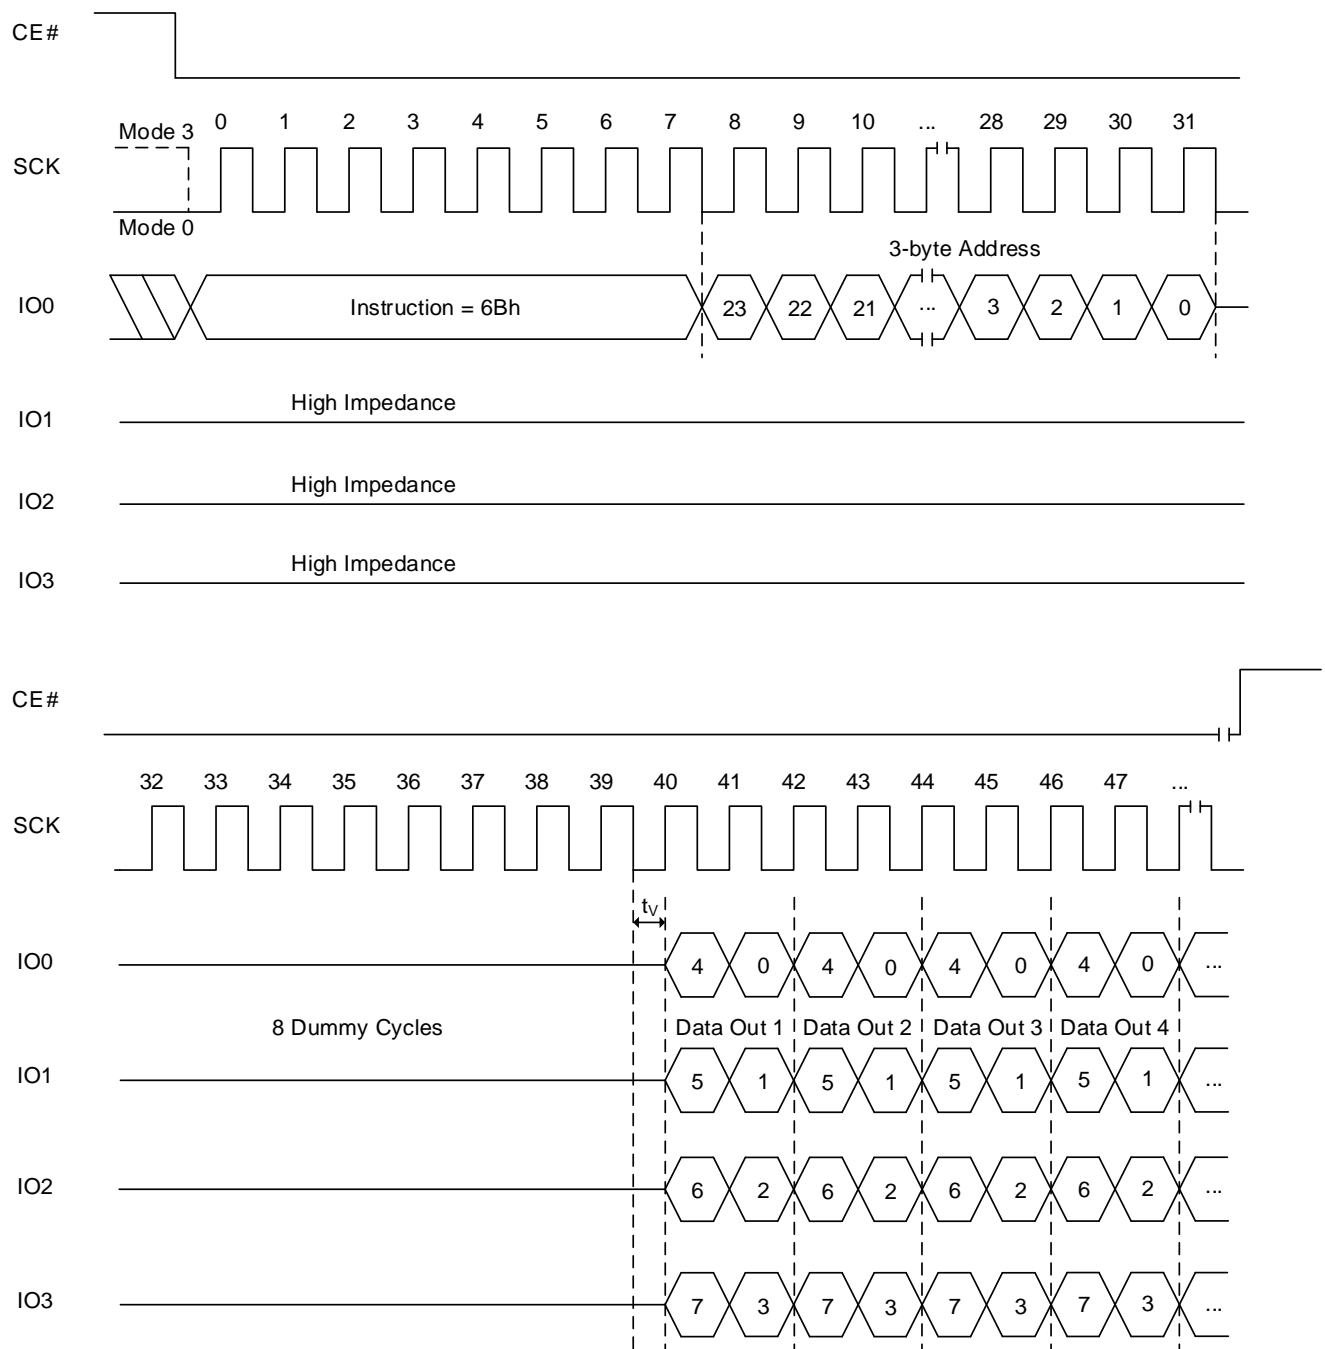 CE#
Mode 3 0 1 2 3 4 5 6 7 8 9 10 ... 28 29 30 31
SCK
Mode 0
3-byte Address
IO0 Instruction = 6Bh 23 22 21 ... 3 2 1 0
High Impedance
IO1
High Impedance
IO2
High Impedance
IO3
CE#
32 33 34 35 36 37 38 39 40 41 42 43 44 45 46 47 ...
SCK
tV
IO0 4 0 4 0 4 0 4 0 ...
8 Dummy Cycles Data Out 1 Data Out 2 Data Out 3 Data Out 4
IO1 5 1 5 1 5 1 5 1 ...
IO2 6 2 6 2 6 2 6 2 ...
IO3 7 3 7 3 7 3 7 3 ...